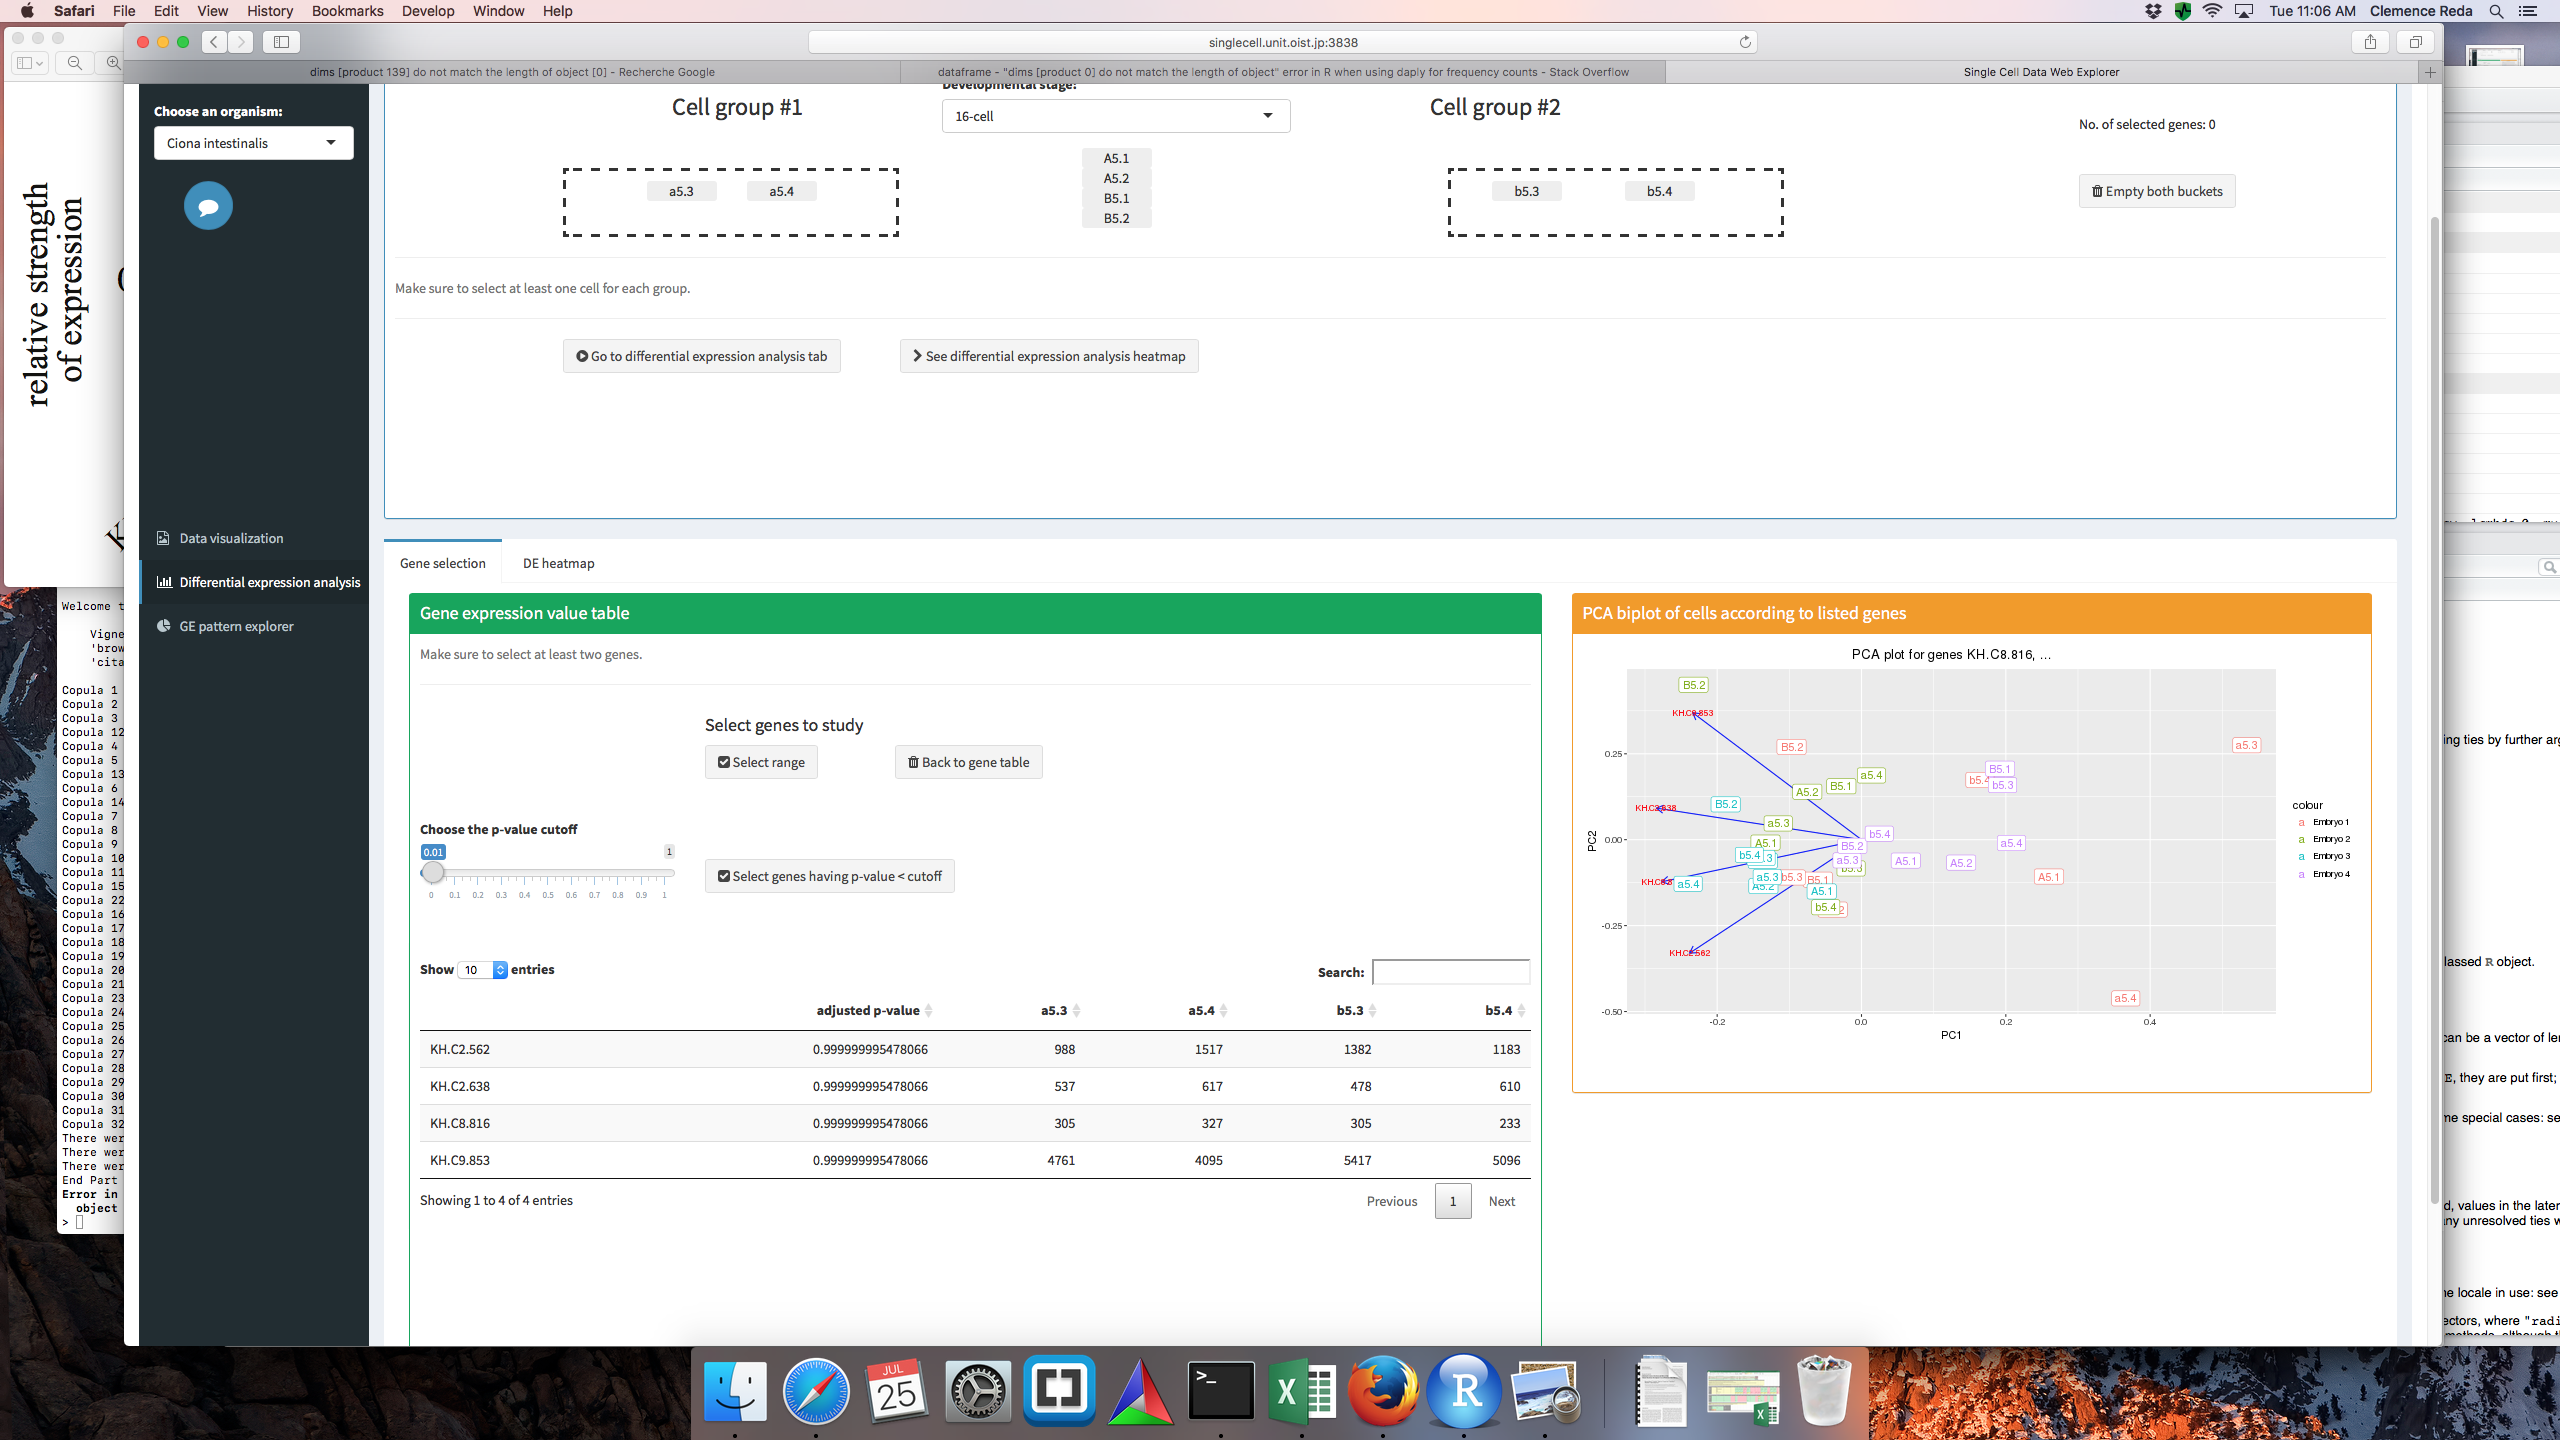 Safari File Edit View History Bookmarks Develop Window Help
Tue 11:06 AM Clemence Reda
singlecell.unit.oist.jp:3838
dims [product 139] do not match the length of object [0] - Recherche Google
dataframe - "dims [product 0] do not match the length of object" error in R when using daply for frequency counts - Stack Overflow
Single Cell Data Web Explorer
relative strength
of expression
Choose an organism:
Ciona intestinalis
Data visualization
Differential expression analysis
GE pattern explorer
Cell group #1
Developmental stage:
16-cell
Cell group #2
No. of selected genes: 0
a5.3 a5.4
A5.1
A5.2
B5.1
B5.2
b5.3 b5.4
Empty both buckets
Make sure to select at least one cell for each group.
Go to differential expression analysis tab
See differential expression analysis heatmap
Gene selection
DE heatmap
Gene expression value table
Make sure to select at least two genes.
Select genes to study
Select range
Back to gene table
Choose the p-value cutoff
0.01 1
0 0.1 0.2 0.3 0.4 0.5 0.6 0.7 0.8 0.9 1
Select genes having p-value < cutoff
Show 10 entries
Search:
adjusted p-value a5.3 a5.4 b5.3 b5.4
KH.C2.562 0.999999995478066 988 1517 1382 1183
KH.C2.638 0.999999995478066 537 617 478 610
KH.C8.816 0.999999995478066 305 327 305 233
KH.C9.853 0.999999995478066 4761 4095 5417 5096
Showing 1 to 4 of 4 entries
Previous 1 Next
PCA biplot of cells according to listed genes
PCA plot for genes KH.C8.816, ...
B5.2
B5.2
a5.3
B5.1
b5.3
a5.4
B5.1
A5.2
B5.2
a5.3
b5.4
a5.4
A5.1
B5.2
b5.4
a5.3
A5.1
A5.2
A5.1
a5.4
a5.3
b5.3
B5.1
A5.1
b5.4
a5.4
0.25
0.00
-0.25
-0.50
PC2
-0.2 0.0 0.2 0.4
PC1
colour
a Embryo 1
a Embryo 2
a Embryo 3
a Embryo 4
Welcome t
Vigne
'brow
'cita
Copula 1
Copula 2
Copula 3
Copula 12
Copula 4
Copula 5
Copula 13
Copula 6
Copula 14
Copula 7
Copula 8
Copula 9
Copula 10
Copula 11
Copula 15
Copula 22
Copula 16
Copula 17
Copula 18
Copula 19
Copula 20
Copula 21
Copula 23
Copula 24
Copula 25
Copula 26
Copula 27
Copula 28
Copula 29
Copula 30
Copula 31
Copula 32
There wer
There wer
There wer
End Part
Error in
object
>
ing ties by further arg
lassed R object.
can be a vector of le
E, they are put first;
me special cases: se
d, values in the later
ny unresolved ties w
ne locale in use: see
ectors, where "radi
JUL
25